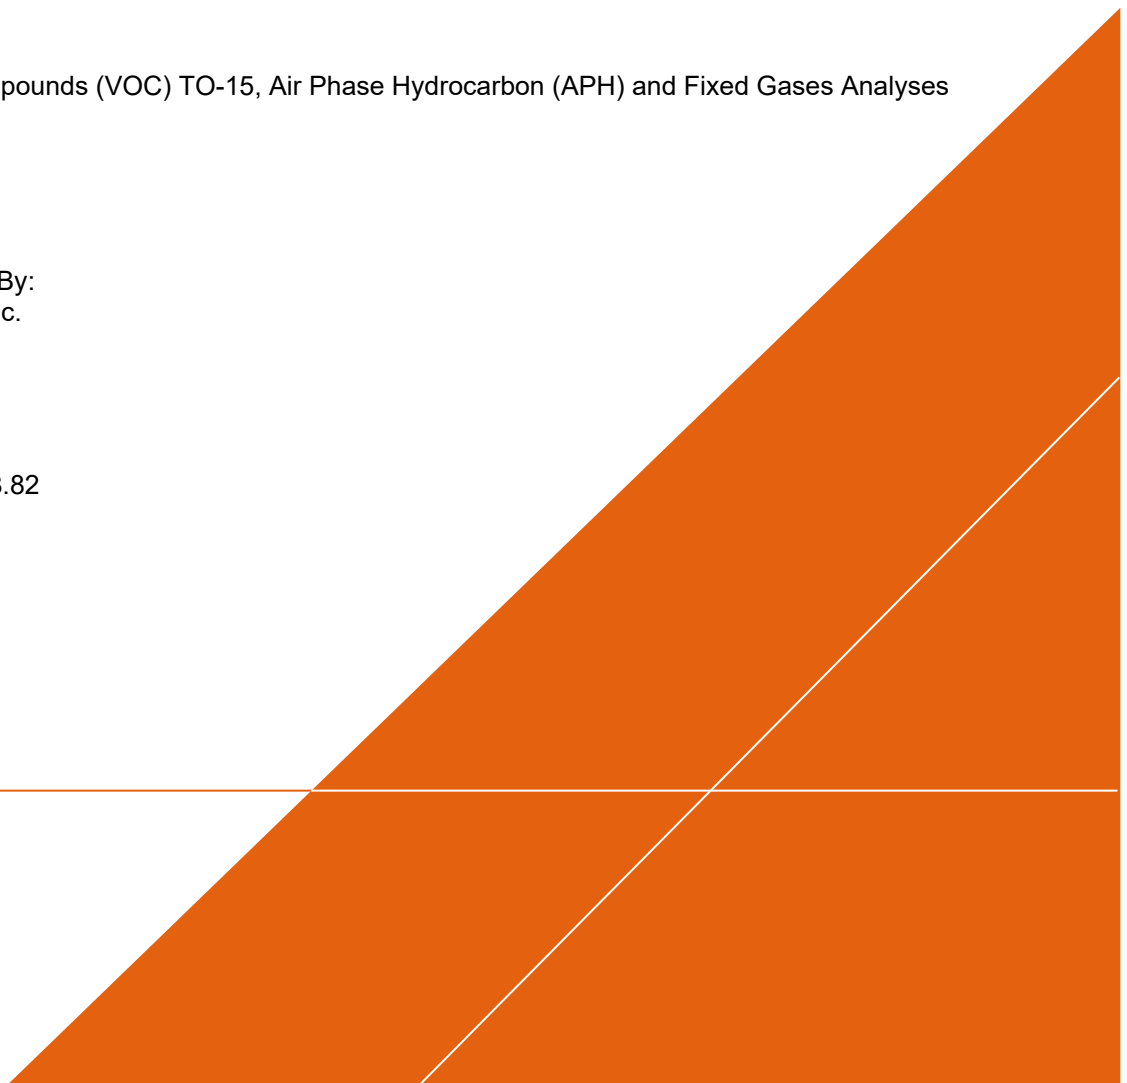 pounds (VOC) TO-15, Air Phase Hydrocarbon (APH) and Fixed Gases Analyses
By:
c.
.82